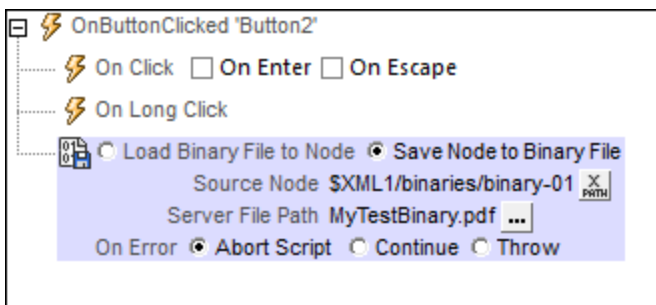 OnButtonClicked 'Button2'
On Click On Enter On Escape
On Long Click
Load Binary File to Node Save Node to Binary File
Source Node $XML1/binaries/binary-01 X PATH
Server File Path MyTestBinary.pdf ...
On Error Abort Script Continue Throw